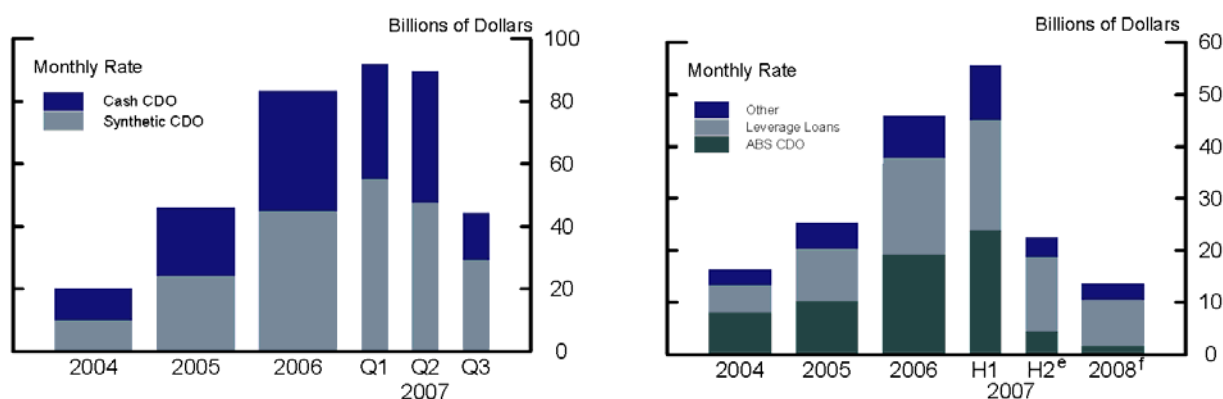 Billions of Dollars
100
80
60
40
20
0
Monthly Rate
Cash CDO
Synthetic CDO
2004 2005 2006 Q1 Q2 Q3
2007
Billions of Dollars
60
50
40
30
20
10
0
Monthly Rate
Other
Leverage Loans
ABS CDO
2004 2005 2006 H1 H2e 2008f
2007